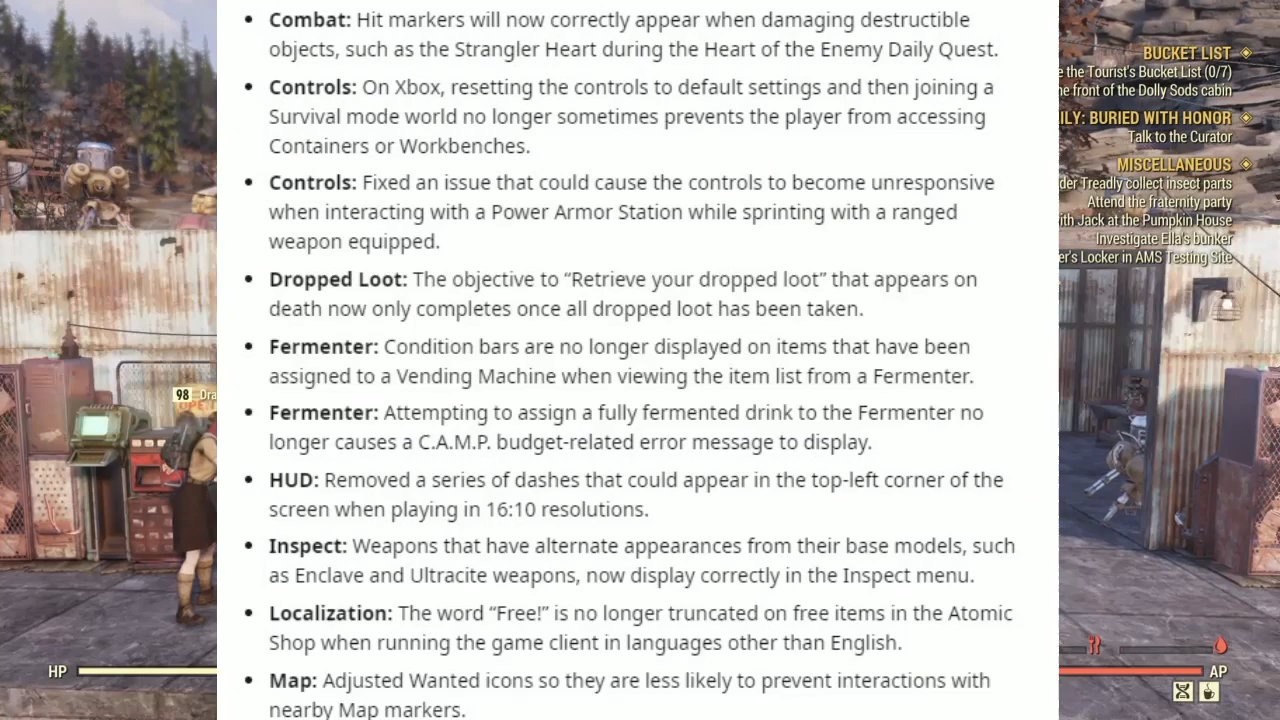 • Combat: Hit markers will now correctly appear when damaging destructible
objects, such as the Strangler Heart during the Heart of the Enemy Daily Quest.
• Controls: On Xbox, resetting the controls to default settings and then joining a
Survival mode world no longer sometimes prevents the player from accessing
Containers or Workbenches.
• Controls: Fixed an issue that could cause the controls to become unresponsive
when interacting with a Power Armor Station while sprinting with a ranged
weapon equipped.
• Dropped Loot: The objective to “Retrieve your dropped loot” that appears on
death now only completes once all dropped loot has been taken.
• Fermenter: Condition bars are no longer displayed on items that have been
assigned to a Vending Machine when viewing the item list from a Fermenter.
• Fermenter: Attempting to assign a fully fermented drink to the Fermenter no
longer causes a C.A.M.P. budget-related error message to display.
• HUD: Removed a series of dashes that could appear in the top-left corner of the
screen when playing in 16:10 resolutions.
• Inspect: Weapons that have alternate appearances from their base models, such
as Enclave and Ultracite weapons, now display correctly in the Inspect menu.
• Localization: The word “Free!” is no longer truncated on free items in the Atomic
Shop when running the game client in languages other than English.
• Map: Adjusted Wanted icons so they are less likely to prevent interactions with
nearby Map markers.
BUCKET LIST
e the Tourist's Bucket List (0/7)
ne front of the Dolly Sods cabin
ILY: BURIED WITH HONOR
Talk to the Curator
MISCELLANEOUS
der Treadly collect insect parts
Attend the fraternity party
ith Jack at the Pumpkin House
Investigate Ella's bunker
er's Locker in AMS Testing Site
98 Dra
HP
AP